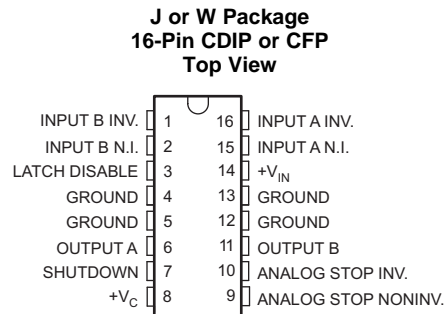 J or W Package
16-Pin CDIP or CFP
Top View
INPUT B INV. 1 16 INPUT A INV.
INPUT B N.I. 2 15 INPUT A N.I.
LATCH DISABLE 3 14 +VIN
GROUND 4 13 GROUND
GROUND 5 12 GROUND
OUTPUT A 6 11 OUTPUT B
SHUTDOWN 7 10 ANALOG STOP INV.
+VC 8 9 ANALOG STOP NONINV.